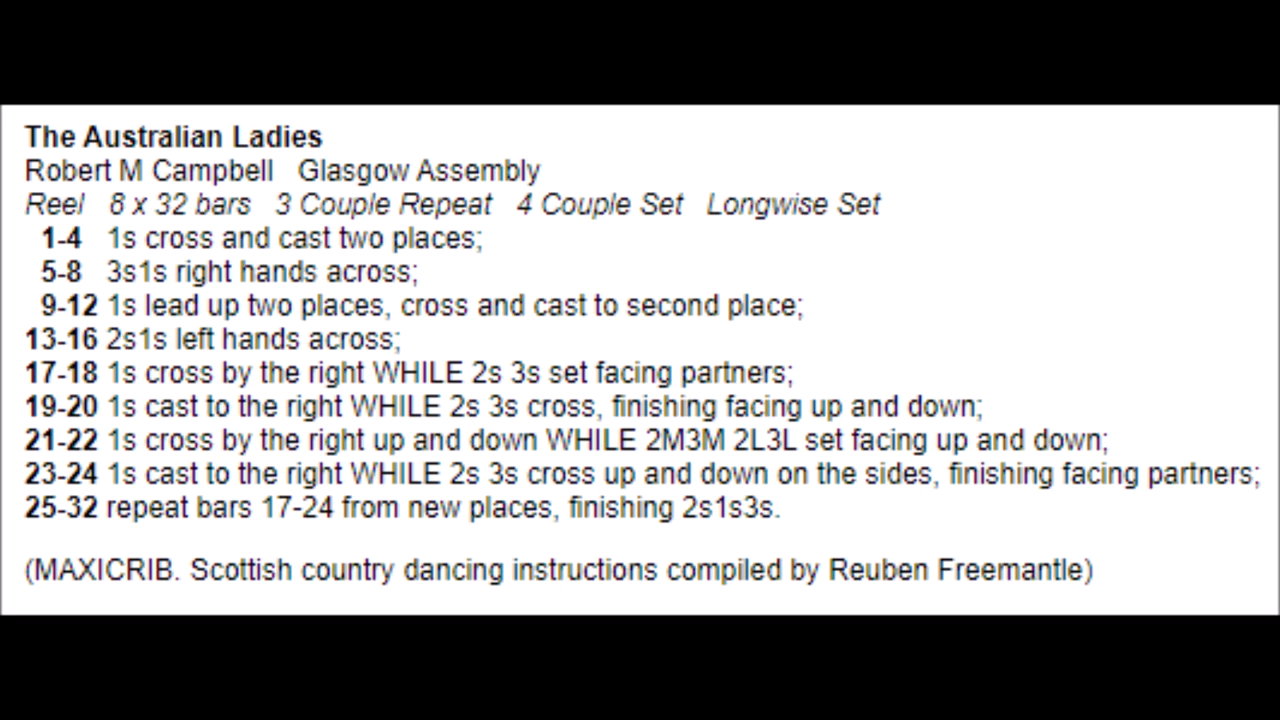 The Australian Ladies
Robert M Campbell Glasgow Assembly
Reel 8 x 32 bars 3 Couple Repeat 4 Couple Set Longwise Set
1-4 1s cross and cast two places;
5-8 3s1s right hands across;
9-12 1s lead up two places, cross and cast to second place;
13-16 2s1s left hands across;
17-18 1s cross by the right WHILE 2s 3s set facing partners;
19-20 1s cast to the right WHILE 2s 3s cross, finishing facing up and down;
21-22 1s cross by the right up and down WHILE 2M3M 2L3L set facing up and down;
23-24 1s cast to the right WHILE 2s 3s cross up and down on the sides, finishing facing partners;
25-32 repeat bars 17-24 from new places, finishing 2s1s3s.
(MAXICRIB. Scottish country dancing instructions compiled by Reuben Freemantle)